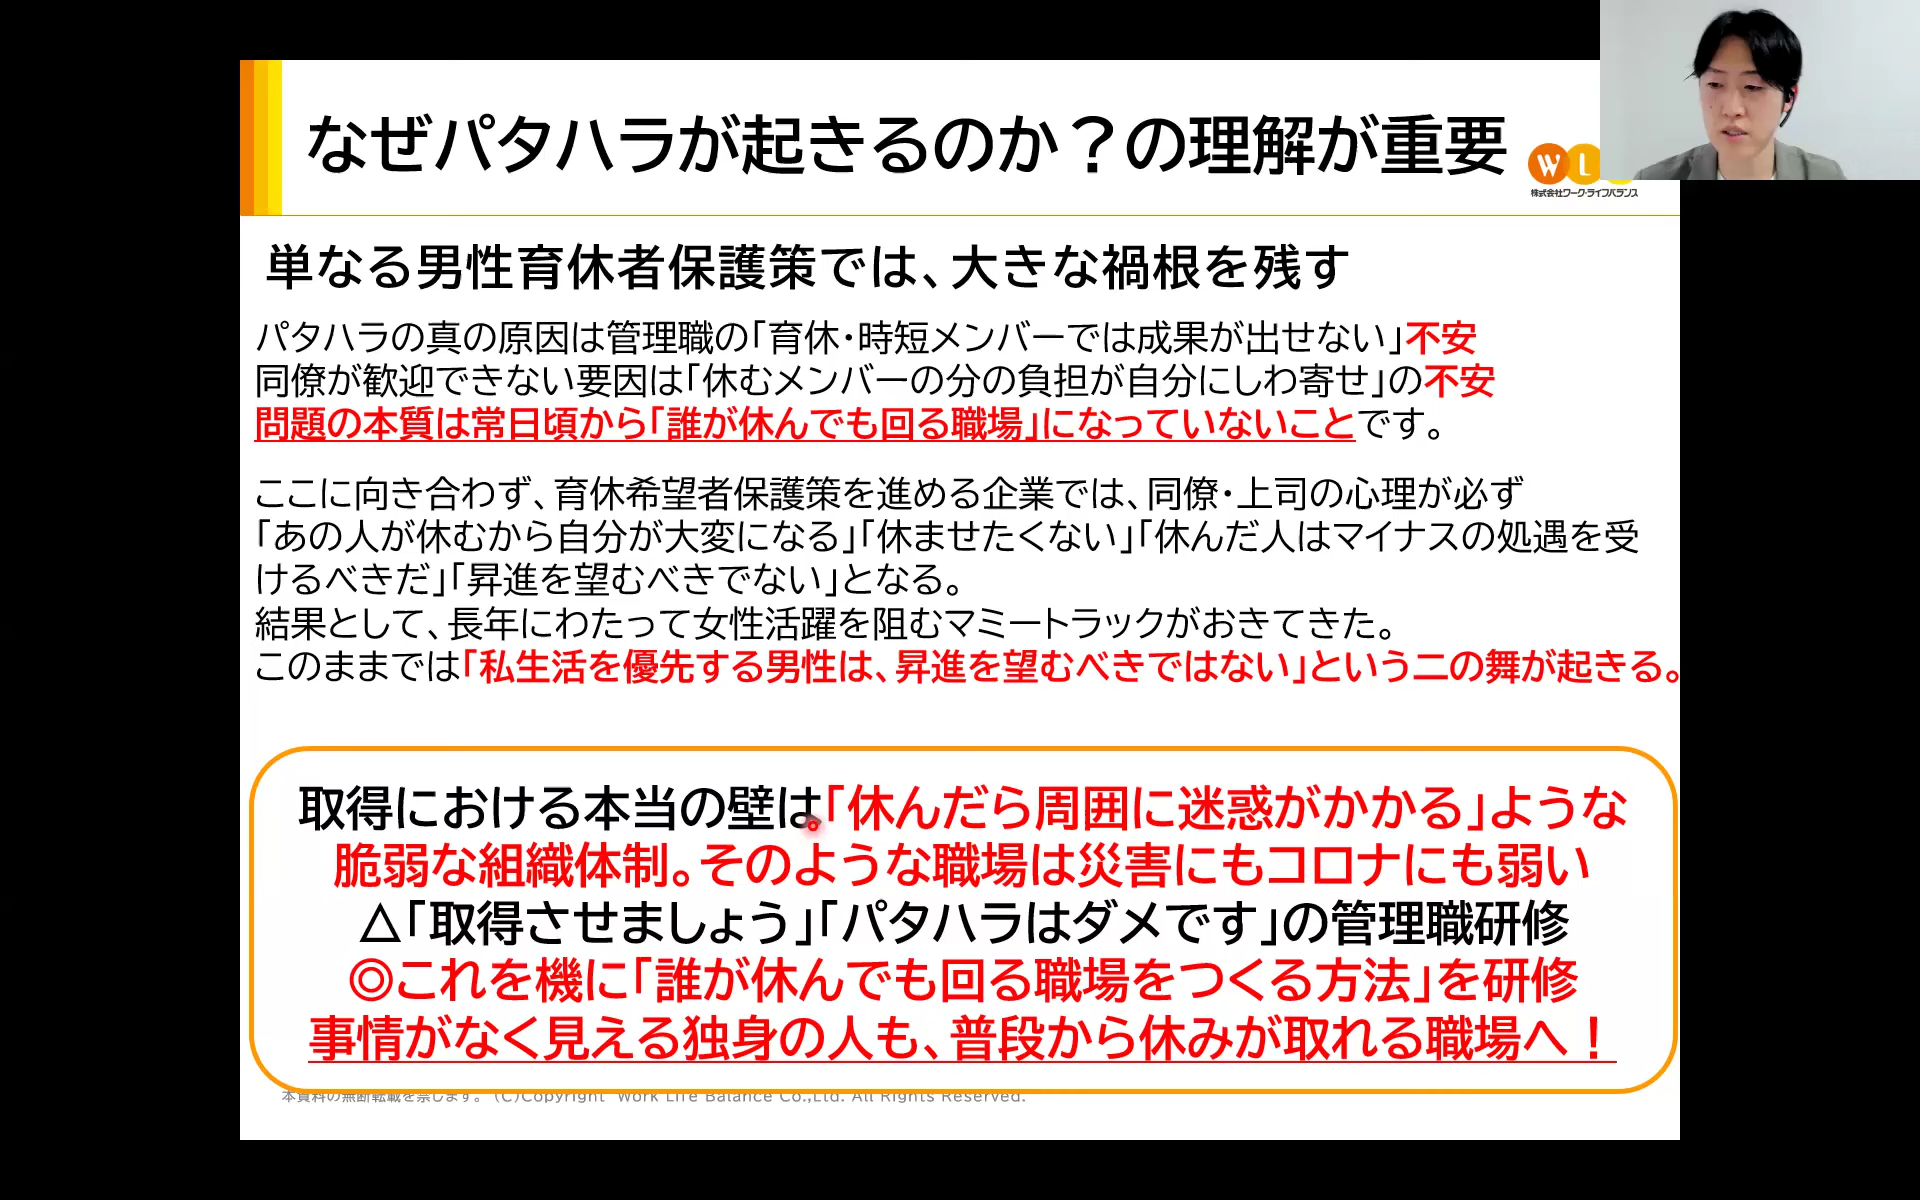 なぜパタハラが起きるのか？の理解が重要
W L
株式会社ワーク・ライフバランス
単なる男性育休者保護策では、大きな禍根を残す
パタハラの真の原因は管理職の「育休・時短メンバーでは成果が出せない」不安
同僚が歓迎できない要因は「休むメンバーの分の負担が自分にしわ寄せ」の不安
問題の本質は常日頃から「誰が休んでも回る職場」になっていないことです。
ここに向き合わず、育休希望者保護策を進める企業では、同僚・上司の心理が必ず
「あの人が休むから自分が大変になる」「休ませたくない」「休んだ人はマイナスの処遇を受
けるべきだ」「昇進を望むべきでない」となる。
結果として、長年にわたって女性活躍を阻むマミートラックがおきてきた。
このままでは「私生活を優先する男性は、昇進を望むべきではない」という二の舞が起きる。
取得における本当の壁は「休んだら周囲に迷惑がかかる」ような
脆弱な組織体制。そのような職場は災害にもコロナにも弱い
△「取得させましょう」「パタハラはダメです」の管理職研修
◎これを機に「誰が休んでも回る職場をつくる方法」を研修
事情がなく見える独身の人も、普段から休みが取れる職場へ！
本資料の無断転載を禁じます。 (C)Copyright Work Life Balance Co.,Ltd. All Rights Reserved.